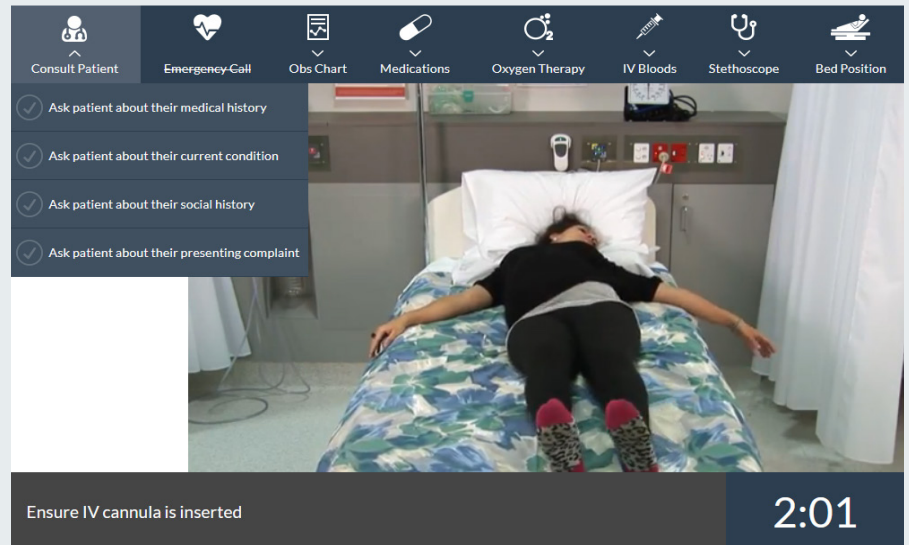 Consult Patient
Emergency Call
Obs Chart
Medications
O2
Oxygen Therapy
IV Bloods
Stethoscope
Bed Position
Ask patient about their medical history
Ask patient about their current condition
Ask patient about their social history
Ask patient about their presenting complaint
Ensure IV cannula is inserted
2:01